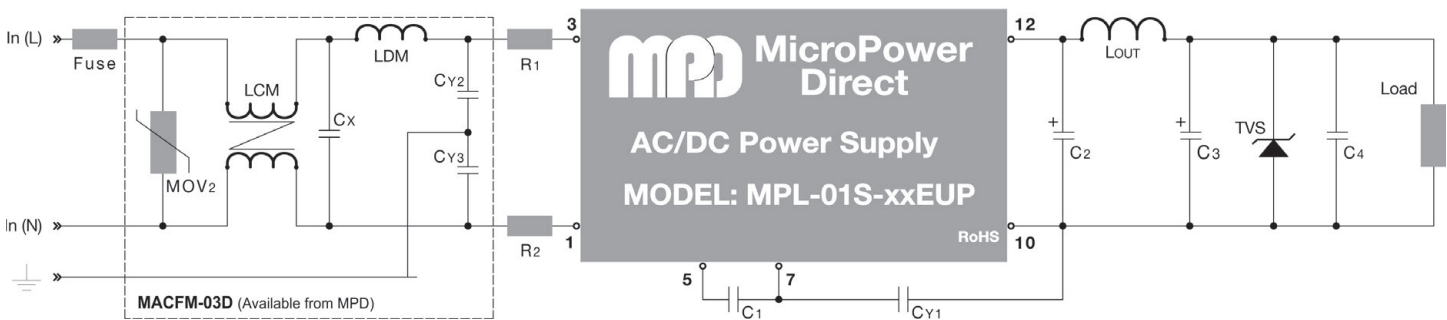 In (L)
Fuse
LDM
R1
3
MPD
MicroPower
Direct
12
LOUT
LCM
CX
CY2
CY3
MOV2
AC/DC Power Supply
MODEL: MPL-01S-xxEUP
RoHS
+
C2
+
C3
TVS
C4
Load
In (N)
R2
1
10
5
7
C1
CY1
MACFM-03D (Available from MPD)